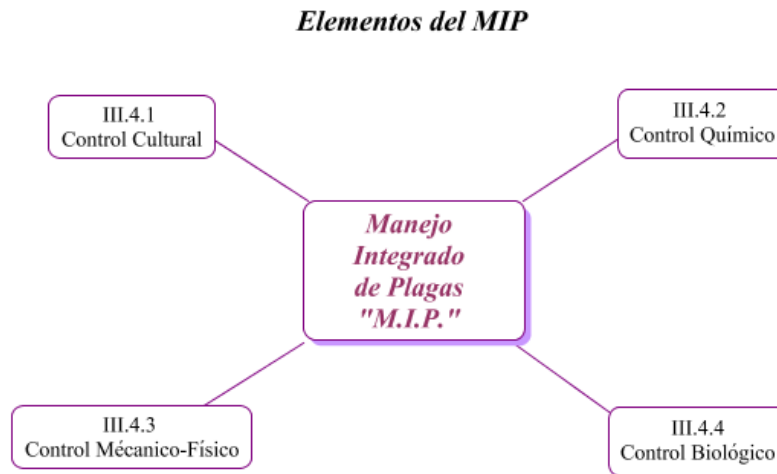 Elementos del MIP
III.4.1
Control Cultural
III.4.2
Control Químico
Manejo
Integrado
de Plagas
"M.I.P."
III.4.3
Control Mécanico-Físico
III.4.4
Control Biológico